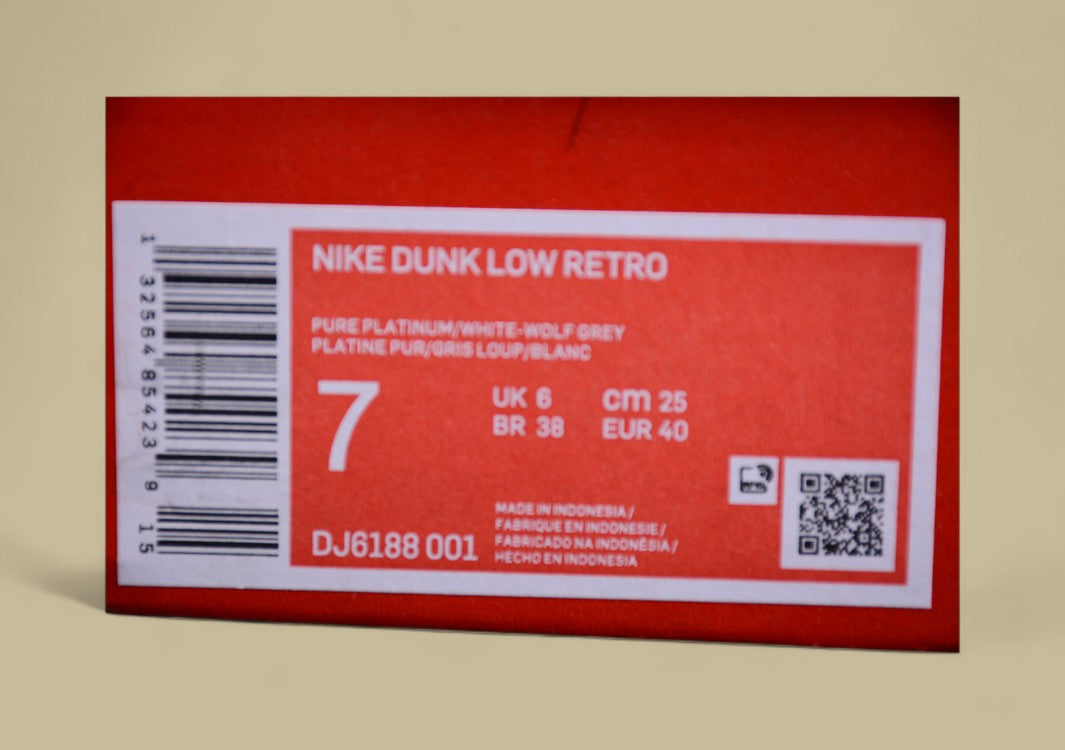 NIKE DUNK LOW RETRO
PURE PLATINUM/WHITE-WOLF GREY
PLATINE PUR/GRIS LOUP/BLANC
7
UK 6 cm 25
BR 38 EUR 40
DJ6188 001
MADE IN INDONESIA /
FABRIQUE EN INDONESIE /
FABRICADO NA INDONÉSIA /
HECHO EN INDONESIA
1 32564 85423 9 15